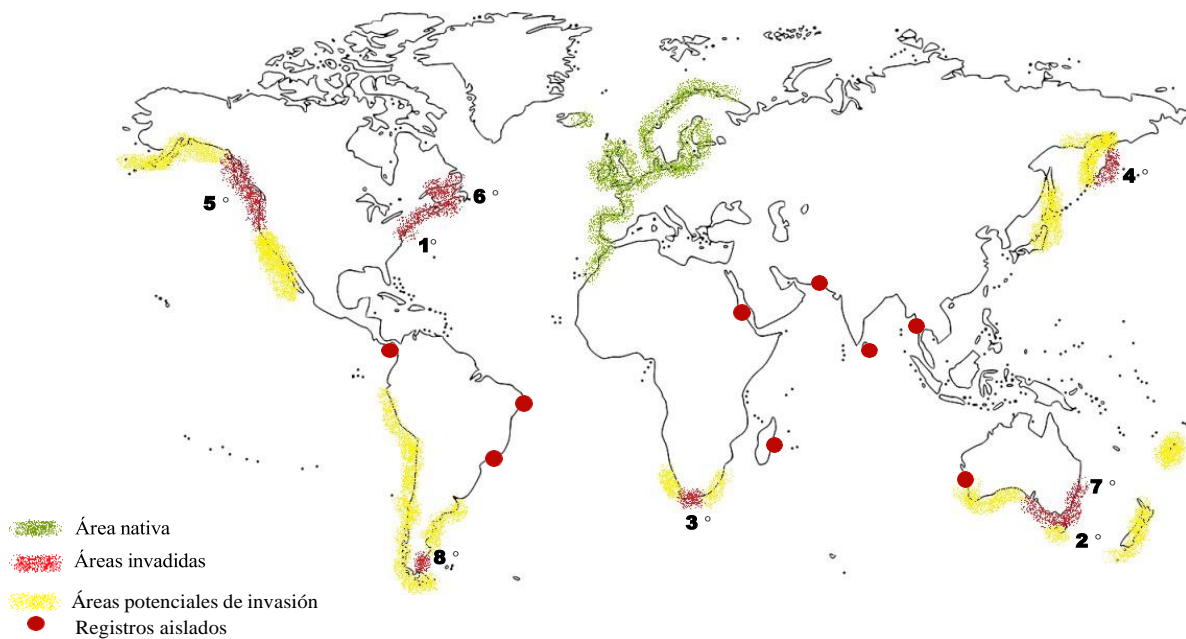 5 °
6 °
1°
4 °
7 °
3 °
2 °
8 °
Área nativa
Áreas invadidas
Áreas potenciales de invasión
Registros aislados